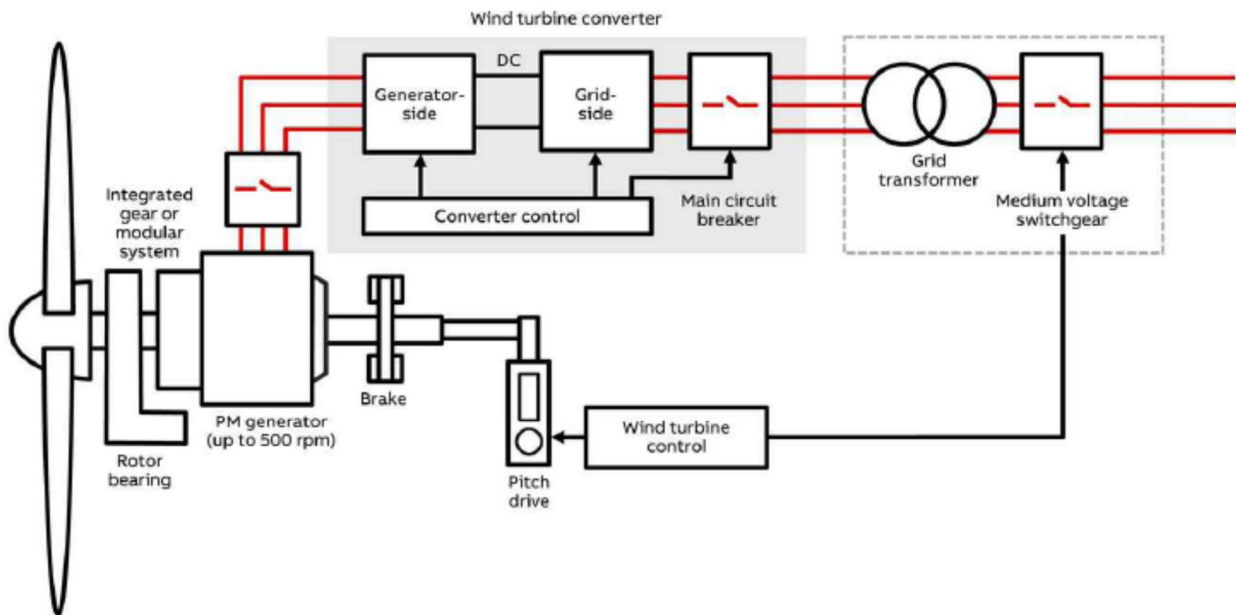 Wind turbine converter
DC
Generator-
side
Grid-
side
Grid
transformer
Integrated
gear or
modular
system
Converter control
Main circuit
breaker
Medium voltage
switchgear
PM generator
(up to 500 rpm)
Brake
Wind turbine
control
Rotor
bearing
Pitch
drive